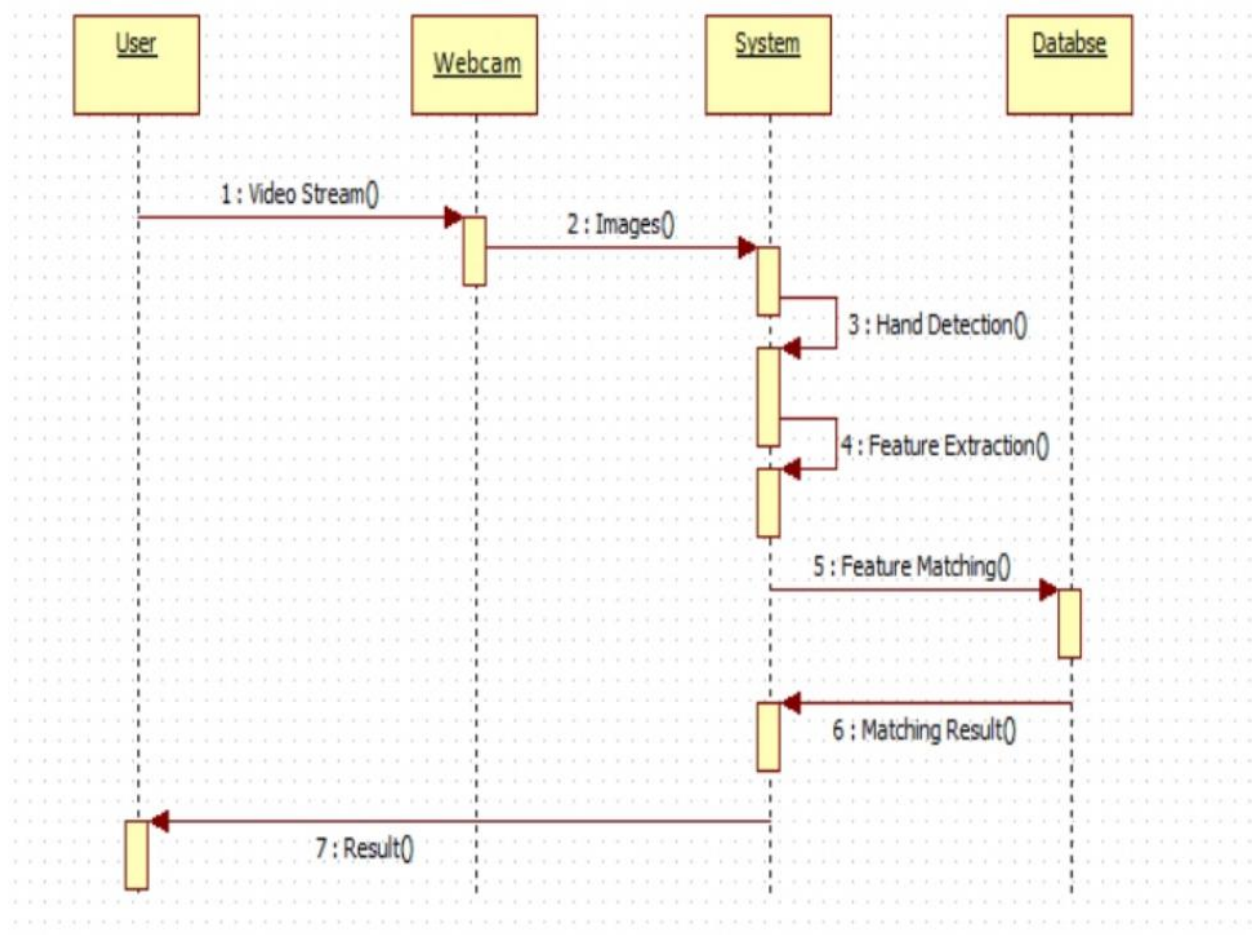 User
Webcam
System
Databse
1 : Video Stream()
2 : Images()
3 : Hand Detection()
4 : Feature Extraction()
5 : Feature Matching()
6 : Matching Result()
7 : Result()